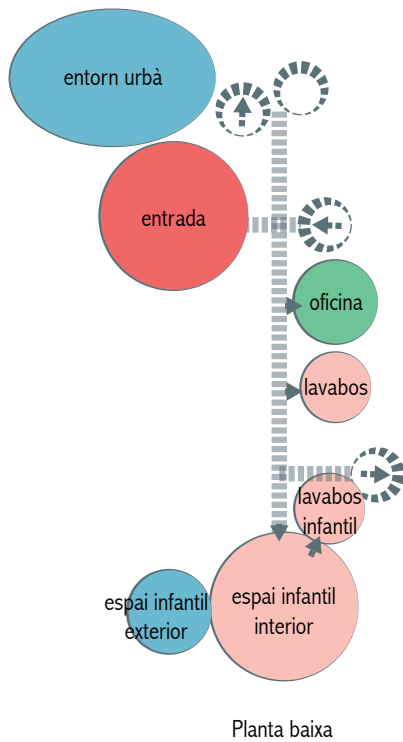 entorn urbà
entrada
oficina
lavabos
lavabos
infantil
espai infantil
exterior
espai infantil
interior
Planta baixa